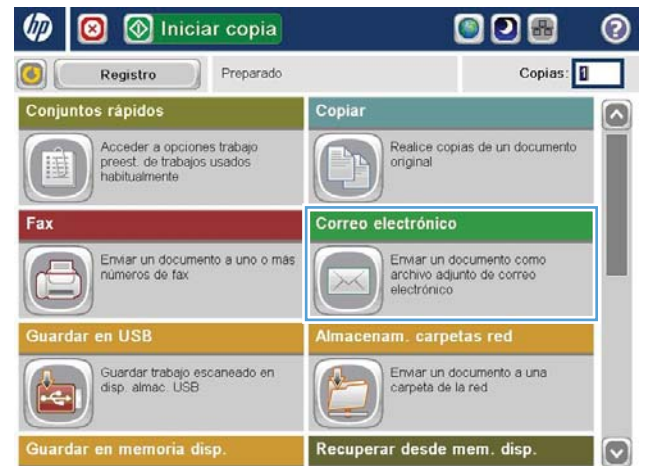 hp
Iniciar copia
?
Registro
Preparado
Copias: 1
Conjuntos rápidos
Acceder a opciones trabajo
preest. de trabajos usados
habitualmente
Copiar
Realice copias de un documento
original
Fax
Enviar un documento a uno o más
números de fax
Correo electrónico
Enviar un documento como
archivo adjunto de correo
electrónico
Guardar en USB
Guardar trabajo escaneado en
disp. almac. USB
Almacenam. carpetas red
Enviar un documento a una
carpeta de la red
Guardar en memoria disp.
Recuperar desde mem. disp.